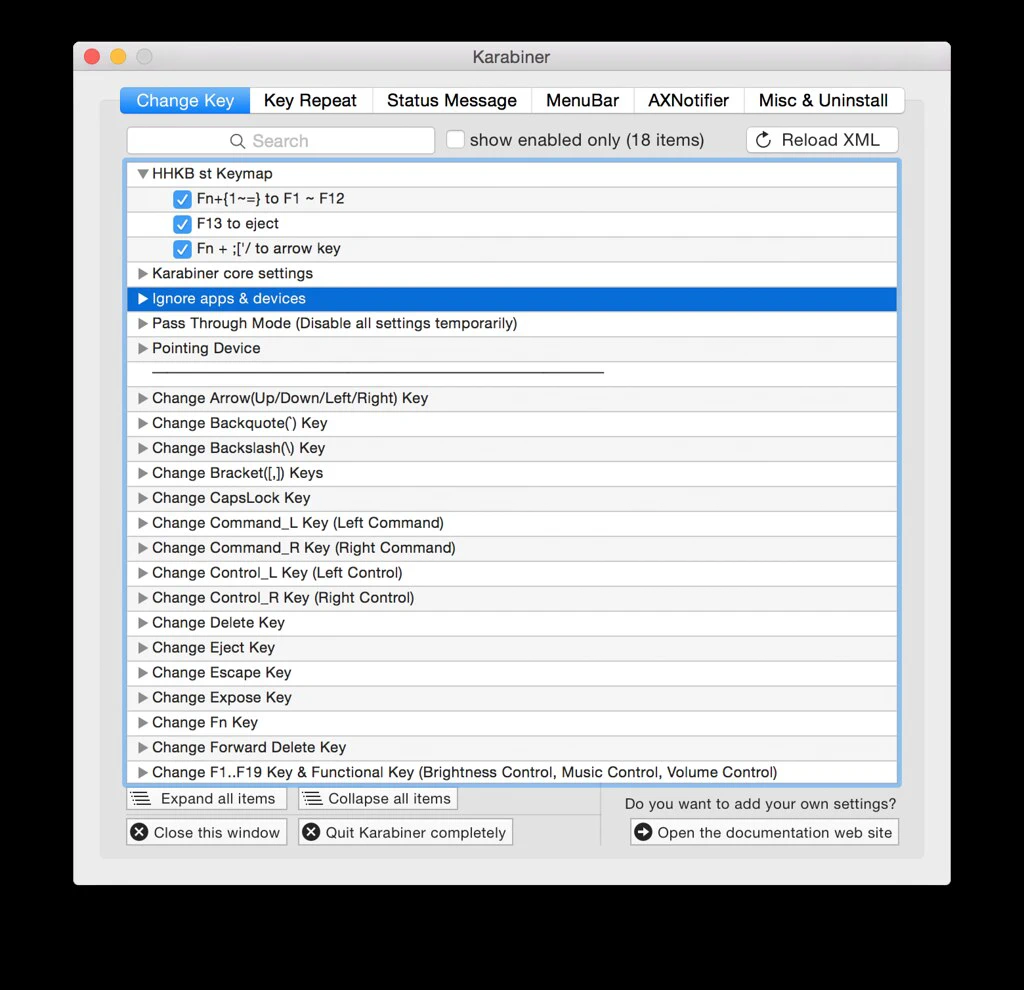 Karabiner
Change Key Key Repeat Status Message MenuBar AXNotifier Misc & Uninstall
Search show enabled only (18 items) Reload XML
HHKB st Keymap
Fn+{1~=} to F1 ~ F12
F13 to eject
Fn + ;['/ to arrow key
Karabiner core settings
Ignore apps & devices
Pass Through Mode (Disable all settings temporarily)
Pointing Device
Change Arrow(Up/Down/Left/Right) Key
Change Backquote(`) Key
Change Backslash(\) Key
Change Bracket([,]) Keys
Change CapsLock Key
Change Command_L Key (Left Command)
Change Command_R Key (Right Command)
Change Control_L Key (Left Control)
Change Control_R Key (Right Control)
Change Delete Key
Change Eject Key
Change Escape Key
Change Expose Key
Change Fn Key
Change Forward Delete Key
Change F1..F19 Key & Functional Key (Brightness Control, Music Control, Volume Control)
Expand all items Collapse all items Do you want to add your own settings?
Close this window Quit Karabiner completely Open the documentation web site